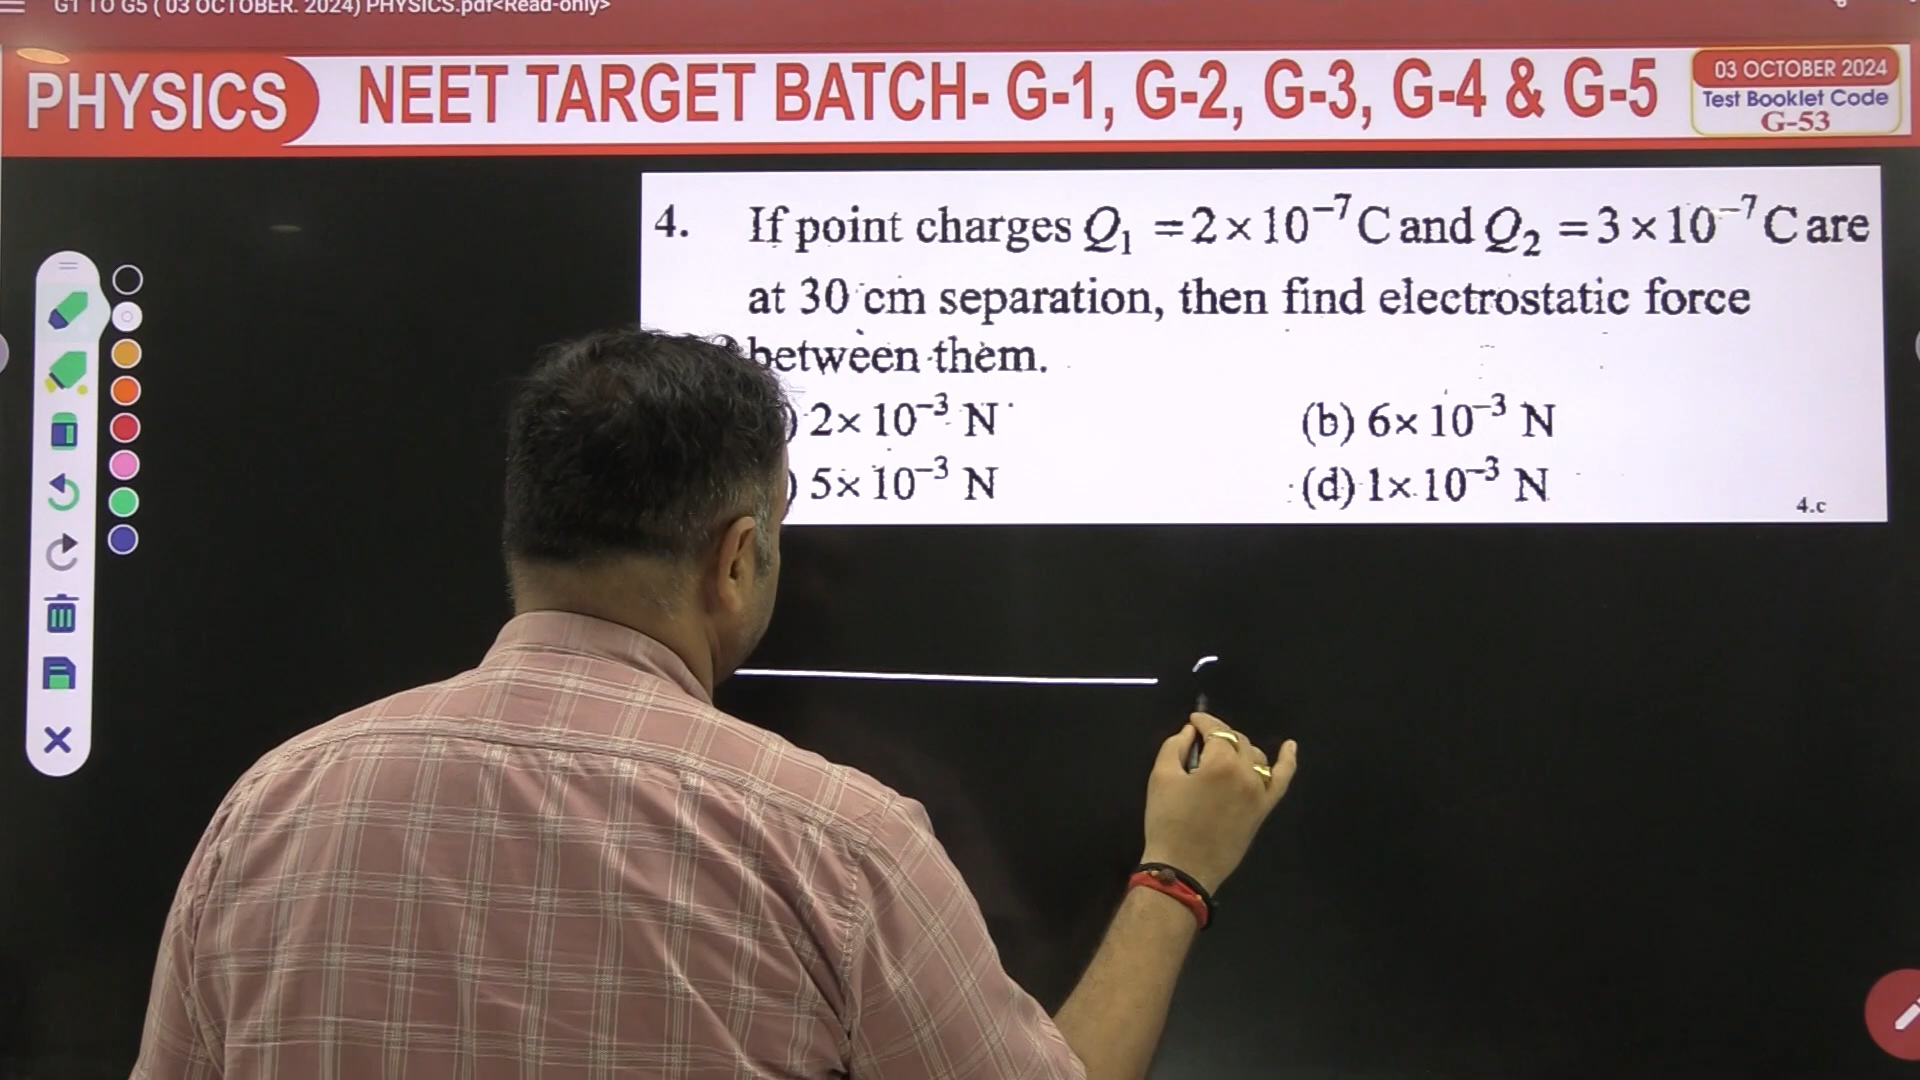 G1 TO G5 ( 03 OCTOBER. 2024) PHYSICS.pdf<Read-only>
PHYSICS
NEET TARGET BATCH- G-1, G-2, G-3, G-4 & G-5
03 OCTOBER 2024
Test Booklet Code
G-53
4. If point charges Q₁ = 2 × 10⁻⁷ C and Q₂ = 3 × 10⁻⁷ C are
at 30 cm separation, then find electrostatic force
between them.
) 2× 10⁻³ N (b) 6× 10⁻³ N
) 5× 10⁻³ N (d) 1× 10⁻³ N
4.c